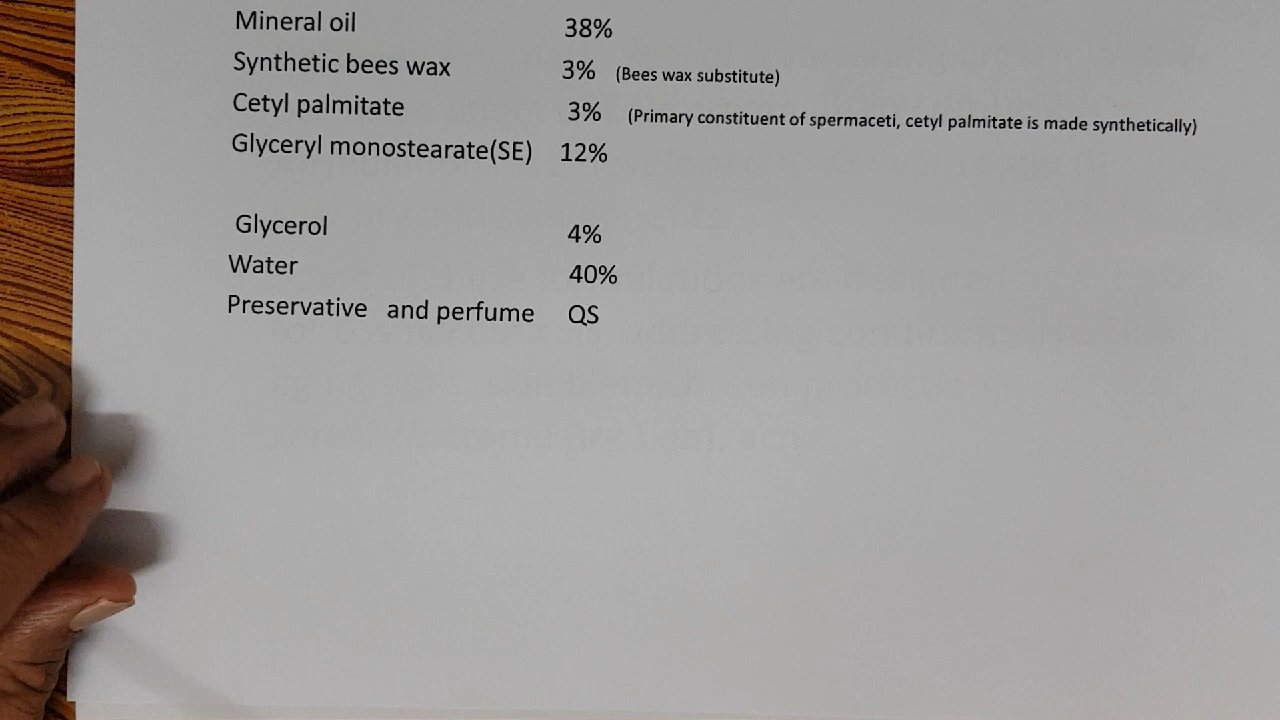 Mineral oil 38%
Synthetic bees wax 3% (Bees wax substitute)
Cetyl palmitate 3% (Primary constituent of spermaceti, cetyl palmitate is made synthetically)
Glyceryl monostearate(SE) 12%
Glycerol 4%
Water 40%
Preservative and perfume QS